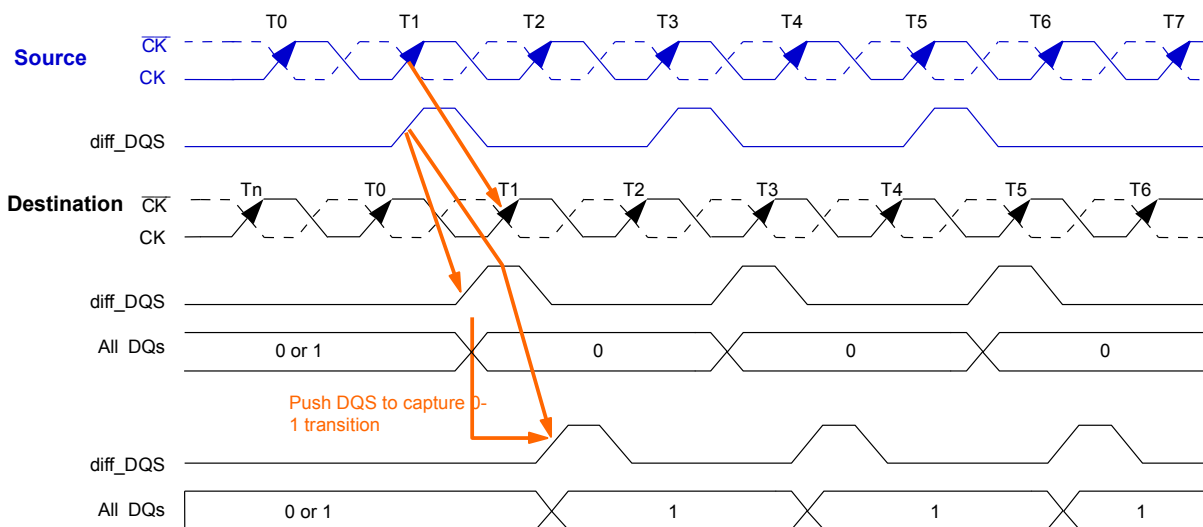 T0 T1 T2 T3 T4 T5 T6 T7
CK
Source
CK
diff_DQS
Tn T0 T1 T2 T3 T4 T5 T6
Destination CK
CK
diff_DQS
All DQs 0 or 1 0 0 0
Push DQS to capture 0-
1 transition
diff_DQS
All DQs 0 or 1 1 1 1